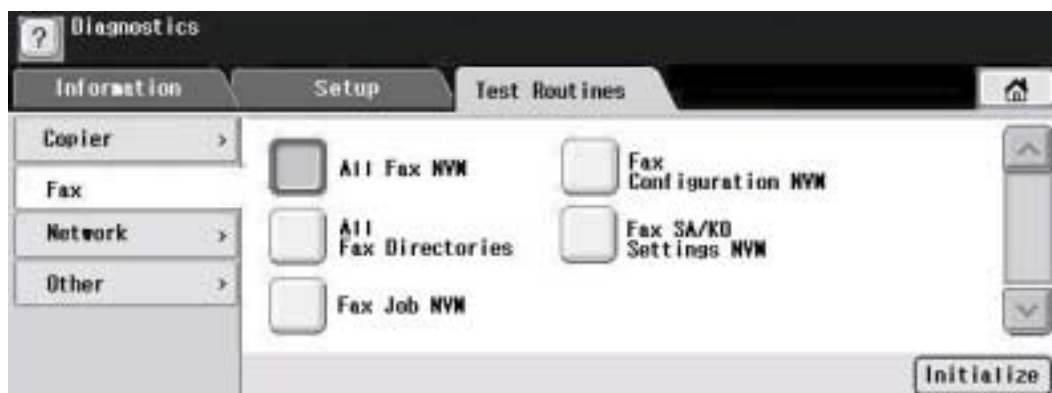 ? Diagnostics
Information Setup Test Routines
Copier >
Fax
Network >
Other >
All Fax NVM
All
Fax Directories
Fax Job NVM
Fax
Configuration NVM
Fax SA/KO
Settings NVM
Initialize